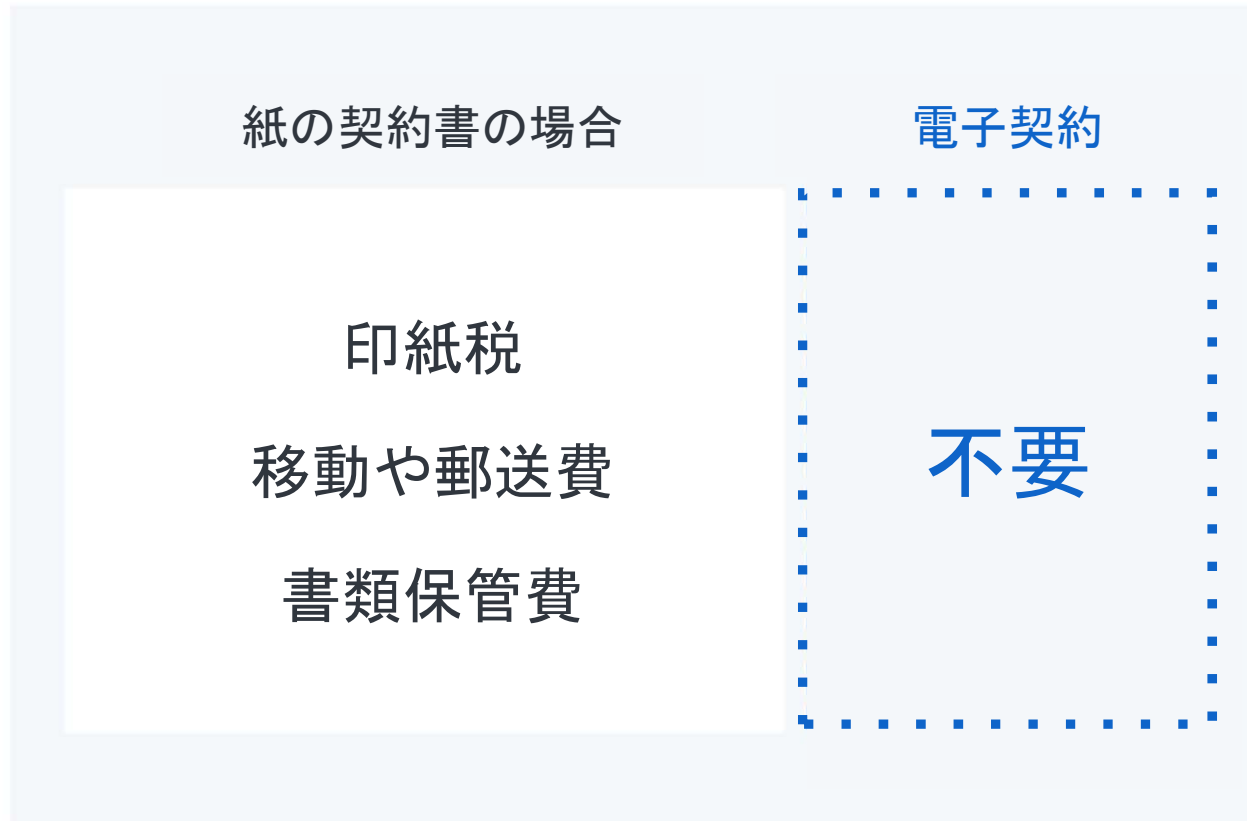 紙の契約書の場合
電子契約
印紙税
移動や郵送費
書類保管費
不要